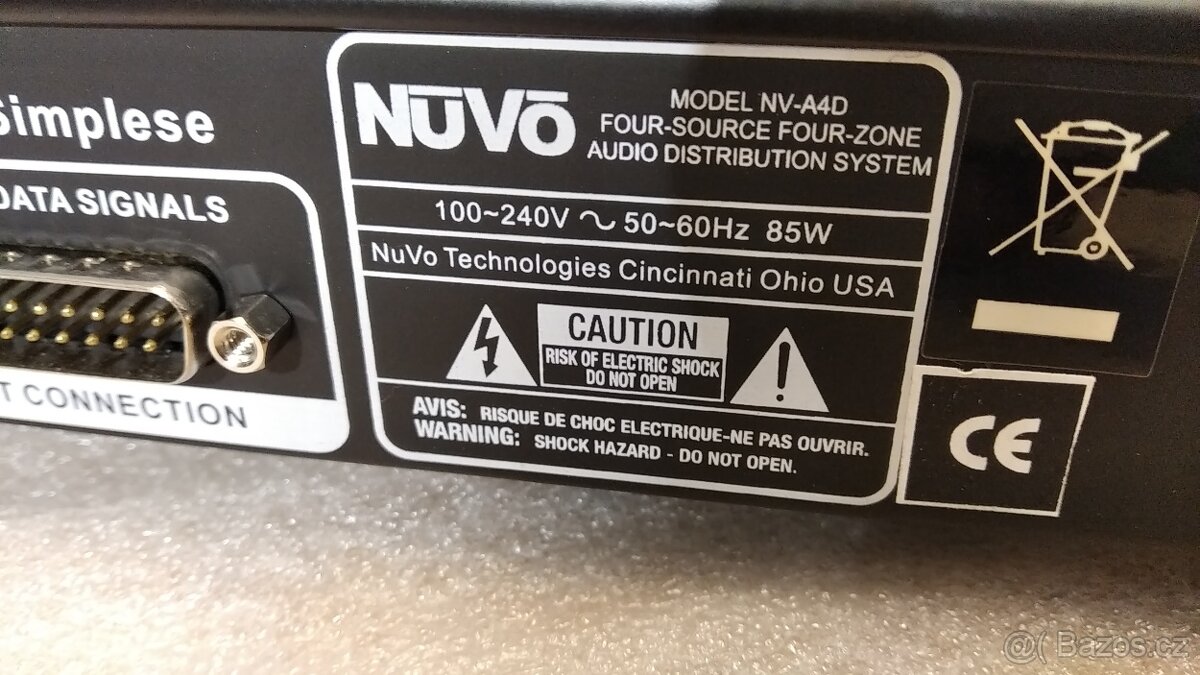 Simplese
DATA SIGNALS
T CONNECTION
NŪVŌ
MODEL NV-A4D
FOUR-SOURCE FOUR-ZONE
AUDIO DISTRIBUTION SYSTEM
100~240V ∿ 50~60Hz 85W
NuVo Technologies Cincinnati Ohio USA
CAUTION
RISK OF ELECTRIC SHOCK
DO NOT OPEN
AVIS: RISQUE DE CHOC ELECTRIQUE-NE PAS OUVRIR.
WARNING: SHOCK HAZARD - DO NOT OPEN.
CE
@( Bazos.cz